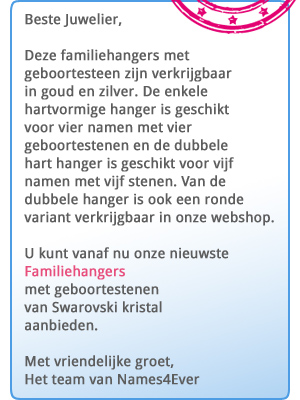 Beste Juwelier,
Deze familiehangers met
geboortesteen zijn verkrijgbaar
in goud en zilver. De enkele
hartvormige hanger is geschikt
voor vier namen met vier
geboortestenen en de dubbele
hart hanger is geschikt voor vijf
namen met vijf stenen. Van de
dubbele hanger is ook een ronde
variant verkrijgbaar in onze webshop.
U kunt vanaf nu onze nieuwste
Familiehangers
met geboortestenen
van Swarovski kristal
aanbieden.
Met vriendelijke groet,
Het team van Names4Ever